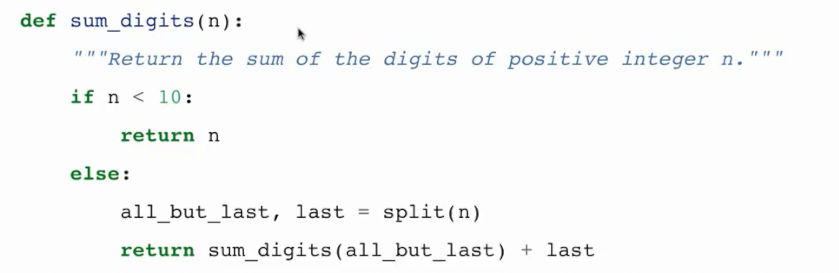 def sum_digits(n):
    """Return the sum of the digits of positive integer n."""
    if n < 10:
        return n
    else:
        all_but_last, last = split(n)
        return sum_digits(all_but_last) + last